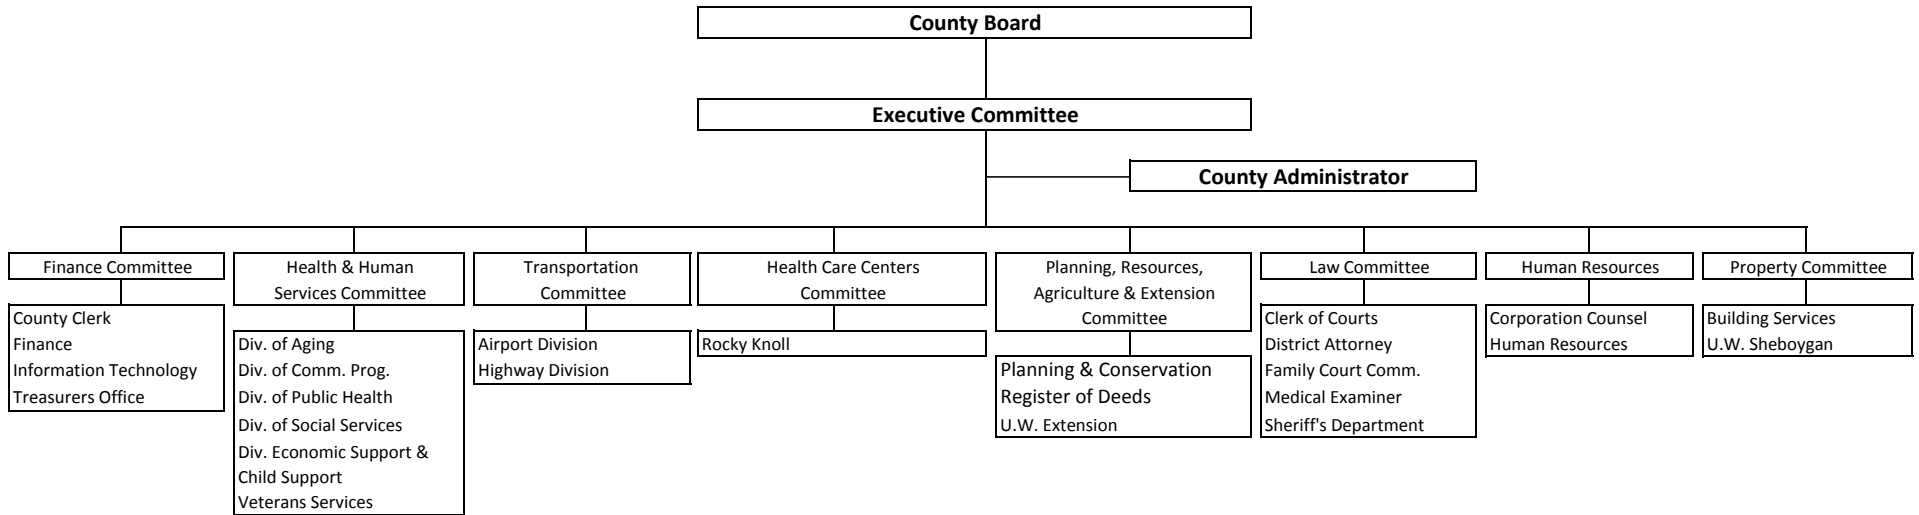 County Board
Executive Committee
County Administrator
Finance Committee
County Clerk
Finance
Information Technology
Treasurers Office
Health & Human
Services Committee
Div. of Aging
Div. of Comm. Prog.
Div. of Public Health
Div. of Social Services
Div. Economic Support &
Child Support
Veterans Services
Transportation
Committee
Airport Division
Highway Division
Health Care Centers
Committee
Rocky Knoll
Planning, Resources,
Agriculture & Extension
Committee
Planning & Conservation
Register of Deeds
U.W. Extension
Law Committee
Clerk of Courts
District Attorney
Family Court Comm.
Medical Examiner
Sheriff's Department
Human Resources
Corporation Counsel
Human Resources
Property Committee
Building Services
U.W. Sheboygan